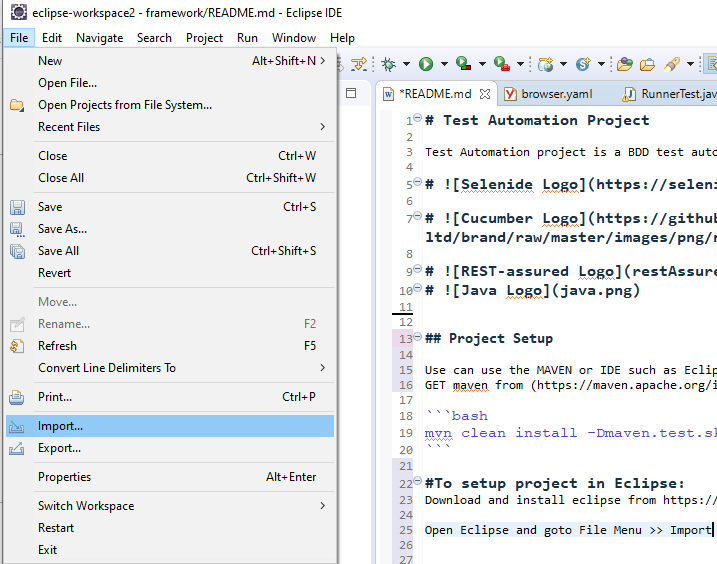 eclipse-workspace2 - framework/README.md - Eclipse IDE
File Edit Navigate Search Project Run Window Help
New Alt+Shift+N >
Open File...
Open Projects from File System...
Recent Files >
Close Ctrl+W
Close All Ctrl+Shift+W
Save Ctrl+S
Save As...
Save All Ctrl+Shift+S
Revert
Move...
Rename... F2
Refresh F5
Convert Line Delimiters To >
Print... Ctrl+P
Import...
Export...
Properties Alt+Enter
Switch Workspace >
Restart
Exit
*README.md browser.yaml RunnerTest.jav
1 # Test Automation Project
2
3 Test Automation project is a BDD test auto
4
5 # ![Selenide Logo](https://seleni
6
7 # ![Cucumber Logo](https://github
ltd/brand/raw/master/images/png/
8
9 # ![REST-assured Logo](restAssure
10 # ![Java Logo](java.png)
11
12
13 ## Project Setup
14
15 Use can use the MAVEN or IDE such as Eclip
16 GET maven from (https://maven.apache.org/i
17
18 ```bash
19 mvn clean install -Dmaven.test.sk
20 ```
21
22 #To setup project in Eclipse:
23 Download and install eclipse from https://
24
25 Open Eclipse and goto File Menu >> Import
26
27